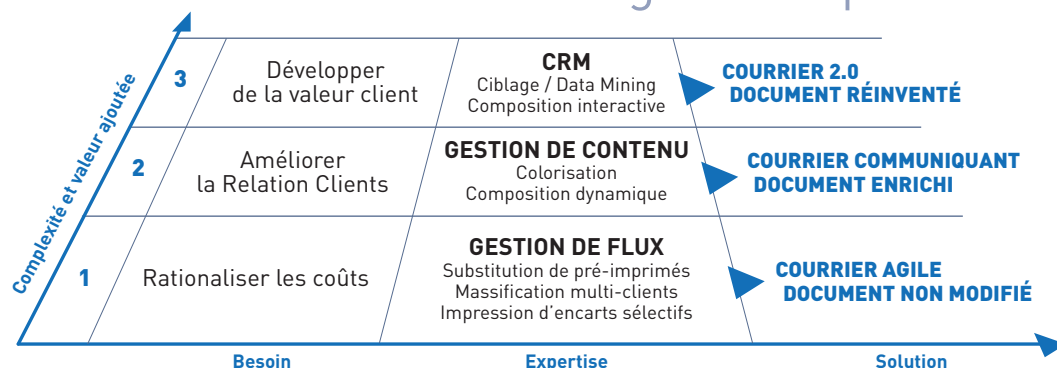 Complexité et valeur ajoutée
3
Développer
de la valeur client
CRM
Ciblage / Data Mining
Composition interactive
COURRIER 2.0
DOCUMENT RÉINVENTÉ
2
Améliorer
la Relation Clients
GESTION DE CONTENU
Colorisation
Composition dynamique
COURRIER COMMUNIQUANT
DOCUMENT ENRICHI
1
Rationaliser les coûts
GESTION DE FLUX
Substitution de pré-imprimés
Massification multi-clients
Impression d'encarts sélectifs
COURRIER AGILE
DOCUMENT NON MODIFIÉ
Besoin
Expertise
Solution